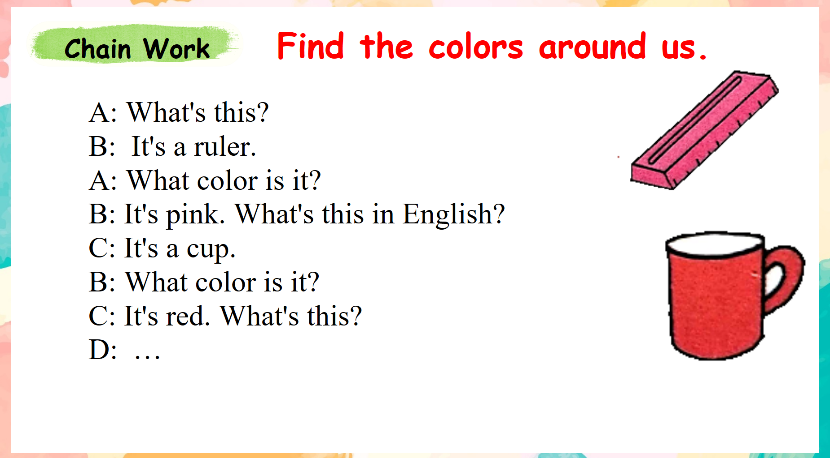 Chain Work
Find the colors around us.
A: What's this?
B: It's a ruler.
A: What color is it?
B: It's pink. What's this in English?
C: It's a cup.
B: What color is it?
C: It's red. What's this?
D: …